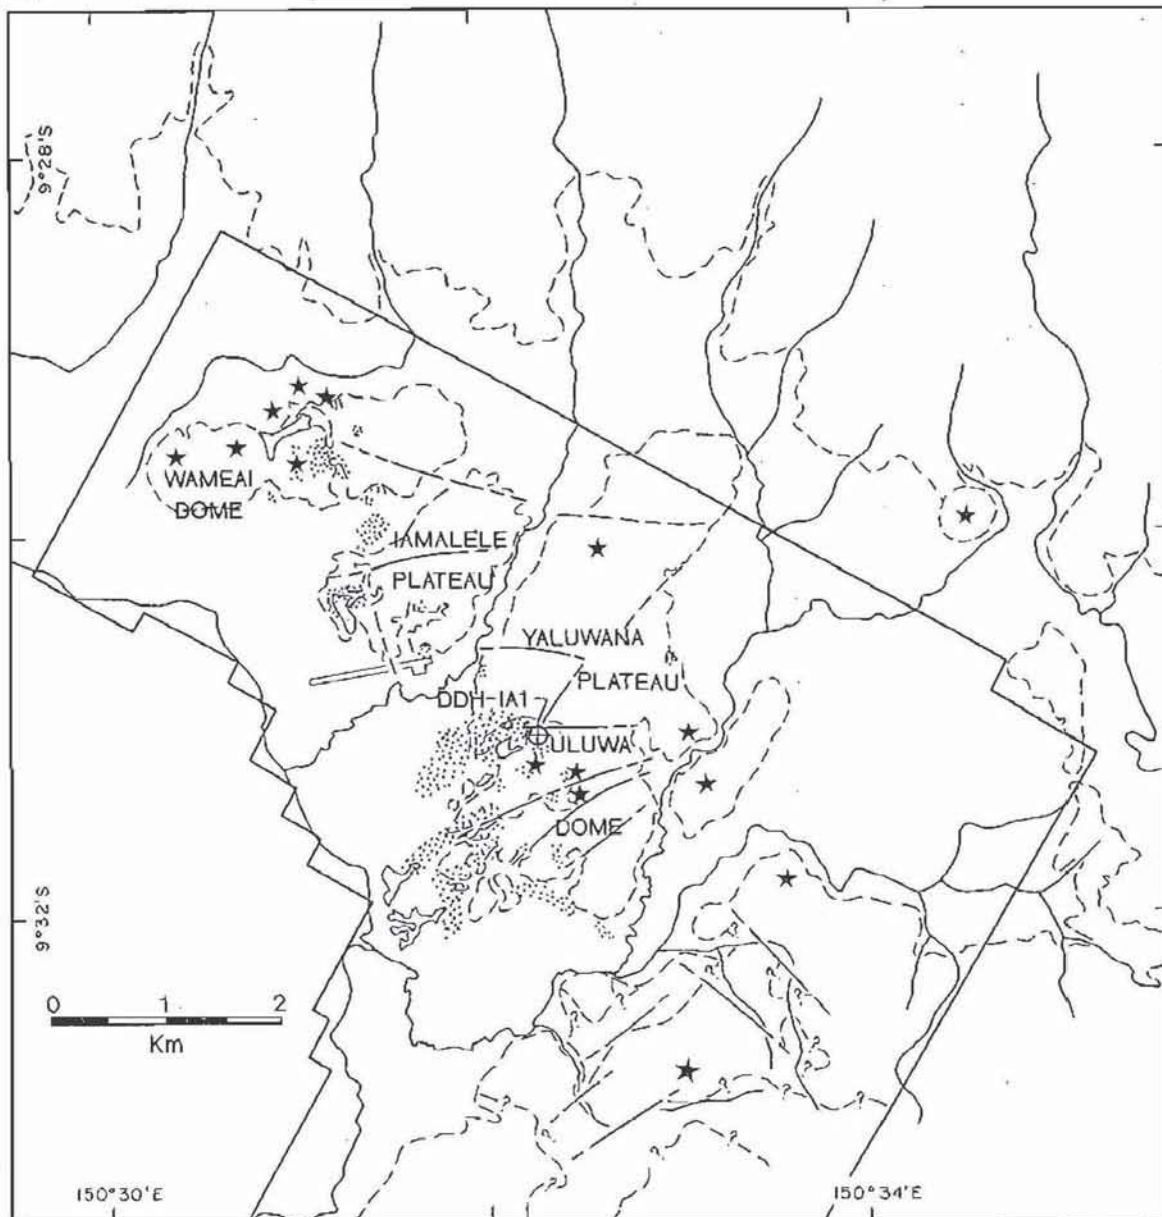 9°28'S
WAMEAI
DOME
IAMALELE
PLATEAU
YALUWANA
PLATEAU
DDH-IA1
ULUWA
DOME
9°32'S
0 1 2
Km
?
?
?
?
?
?
?
?
?
?
?
?
?
?
150°30'E
150°34'E